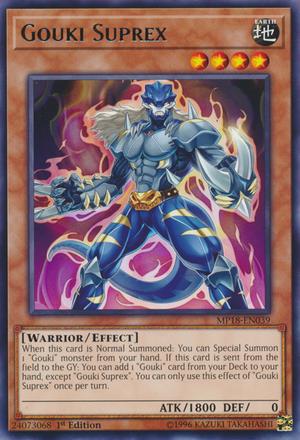 GOUKI SUPREX
EARTH
地
MP18-EN039
[WARRIOR/EFFECT]
When this card is Normal Summoned: You can Special Summon
1 "Gouki" monster from your hand. If this card is sent from
the field to the GY: You can add 1 "Gouki" card from your Deck to your
hand, except "Gouki Suprex". You can only use this effect of "Gouki
Suprex" once per turn.
ATK/1800 DEF/ 0
24073068 1st Edition ©1996 KAZUKI TAKAHASHI